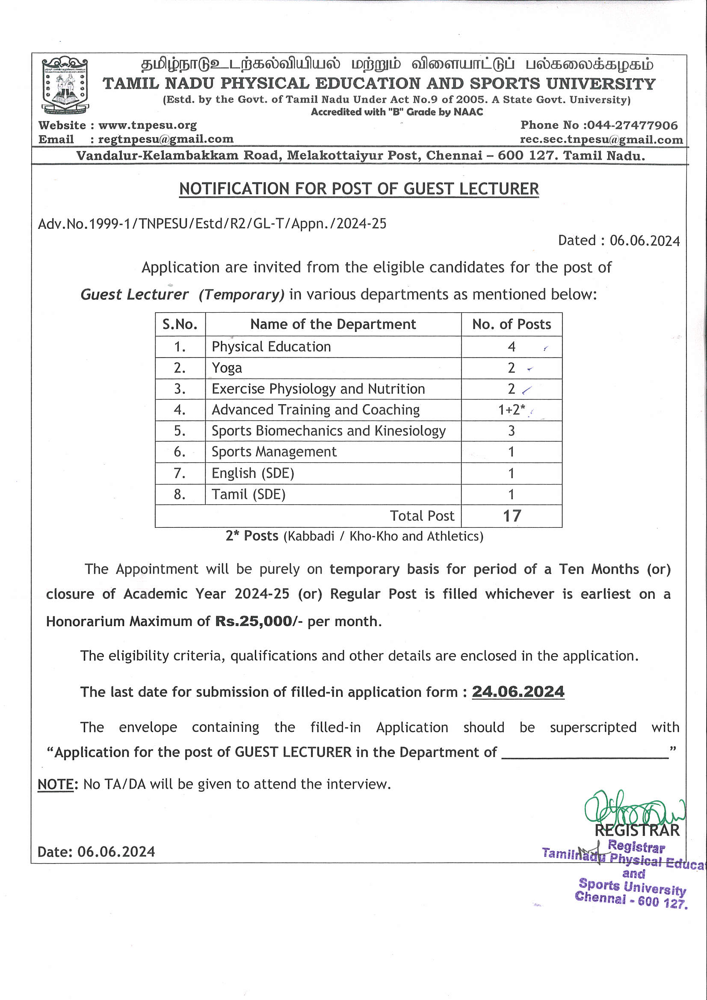 தமிழ்நாடுஉடற்கல்வியியல் மற்றும் விளையாட்டுப் பல்கலைக்கழகம்
TAMIL NADU PHYSICAL EDUCATION AND SPORTS UNIVERSITY
(Estd. by the Govt. of Tamil Nadu Under Act No.9 of 2005. A State Govt. University)
Accredited with "B" Grade by NAAC
Website : www.tnpesu.org Phone No :044-27477906
Email : regtnpesu@gmail.com rec.sec.tnpesu@gmail.com
Vandalur-Kelambakkam Road, Melakottaiyur Post, Chennai – 600 127. Tamil Nadu.
NOTIFICATION FOR POST OF GUEST LECTURER
Adv.No.1999-1/TNPESU/Estd/R2/GL-T/Appn./2024-25
Dated : 06.06.2024
Application are invited from the eligible candidates for the post of
Guest Lecturer (Temporary) in various departments as mentioned below:
S.No. Name of the Department No. of Posts
1. Physical Education 4
2. Yoga 2
3. Exercise Physiology and Nutrition 2
4. Advanced Training and Coaching 1+2*
5. Sports Biomechanics and Kinesiology 3
6. Sports Management 1
7. English (SDE) 1
8. Tamil (SDE) 1
Total Post 17
2* Posts (Kabbadi / Kho-Kho and Athletics)
The Appointment will be purely on temporary basis for period of a Ten Months (or)
closure of Academic Year 2024-25 (or) Regular Post is filled whichever is earliest on a
Honorarium Maximum of Rs.25,000/- per month.
The eligibility criteria, qualifications and other details are enclosed in the application.
The last date for submission of filled-in application form : 24.06.2024
The envelope containing the filled-in Application should be superscripted with
“Application for the post of GUEST LECTURER in the Department of ____________________”
NOTE: No TA/DA will be given to attend the interview.
REGISTRAR
Date: 06.06.2024
Registrar
Tamilnadu Physical Educa
and
Sports University
Chennai - 600 127.